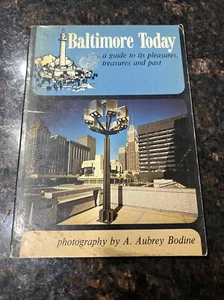 Baltimore Today
a guide to its pleasures,
treasures and past
photography by A. Aubrey Bodine